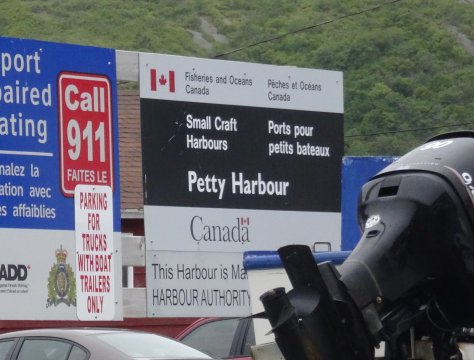 port
paired
ating
Call
911
FAITES LE
nalez la
ation avec
s affaiblies
PARKING
FOR
TRUCKS
WITH BOAT
TRAILERS
ONLY
ADD
Fisheries and Oceans
Canada
Pêches et Océans
Canada
Small Craft
Harbours
Ports pour
petits bateaux
Petty Harbour
Canada
This Harbour is Ma
HARBOUR AUTHORITY
90